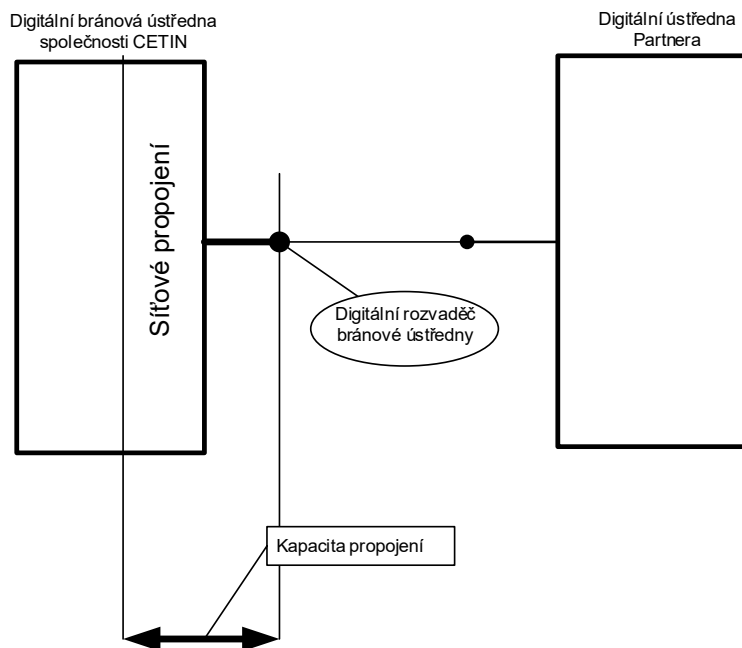 Digitální bránová ústředna
společnosti CETIN
Digitální ústředna
Partnera
Síťové propojení
Digitální rozvaděč
bránové ústředny
Kapacita propojení